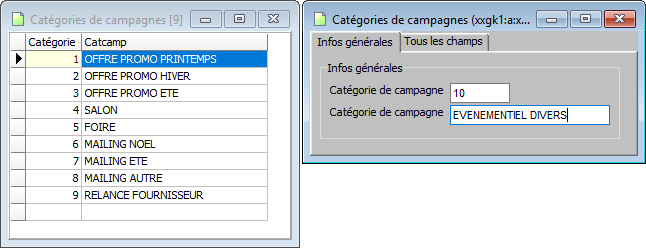 Catégories de campagnes [9]
Catégorie Catcamp
1 OFFRE PROMO PRINTEMPS
2 OFFRE PROMO HIVER
3 OFFRE PROMO ETE
4 SALON
5 FOIRE
6 MAILING NOEL
7 MAILING ETE
8 MAILING AUTRE
9 RELANCE FOURNISSEUR
Catégories de campagnes (xxgk1:a:x...
Infos générales Tous les champs
Infos générales
Catégorie de campagne 10
Catégorie de campagne EVENEMENTIEL DIVERS